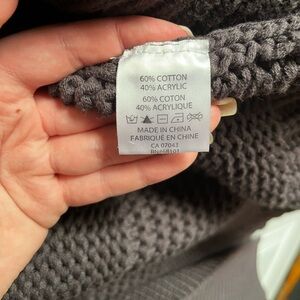 60% COTTON
40% ACRYLIC
60% COTON
40% ACRYLIQUE
MADE IN CHINA
FABRIQUE EN CHINE
CA 07043